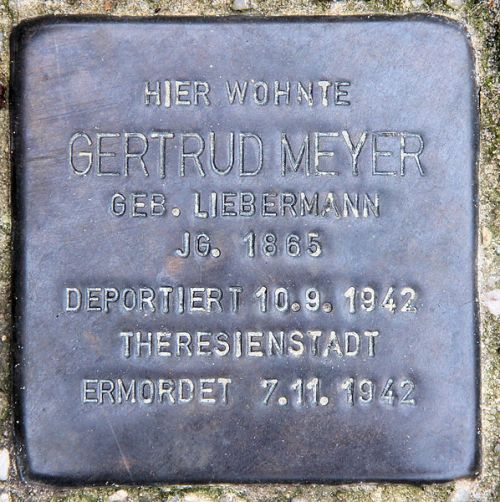 HIER WOHNTE
GERTRUD MEYER
GEB. LIEBERMANN
JG. 1865
DEPORTIERT 10.9. 1942
THERESIENSTADT
ERMORDET 7.11. 1942